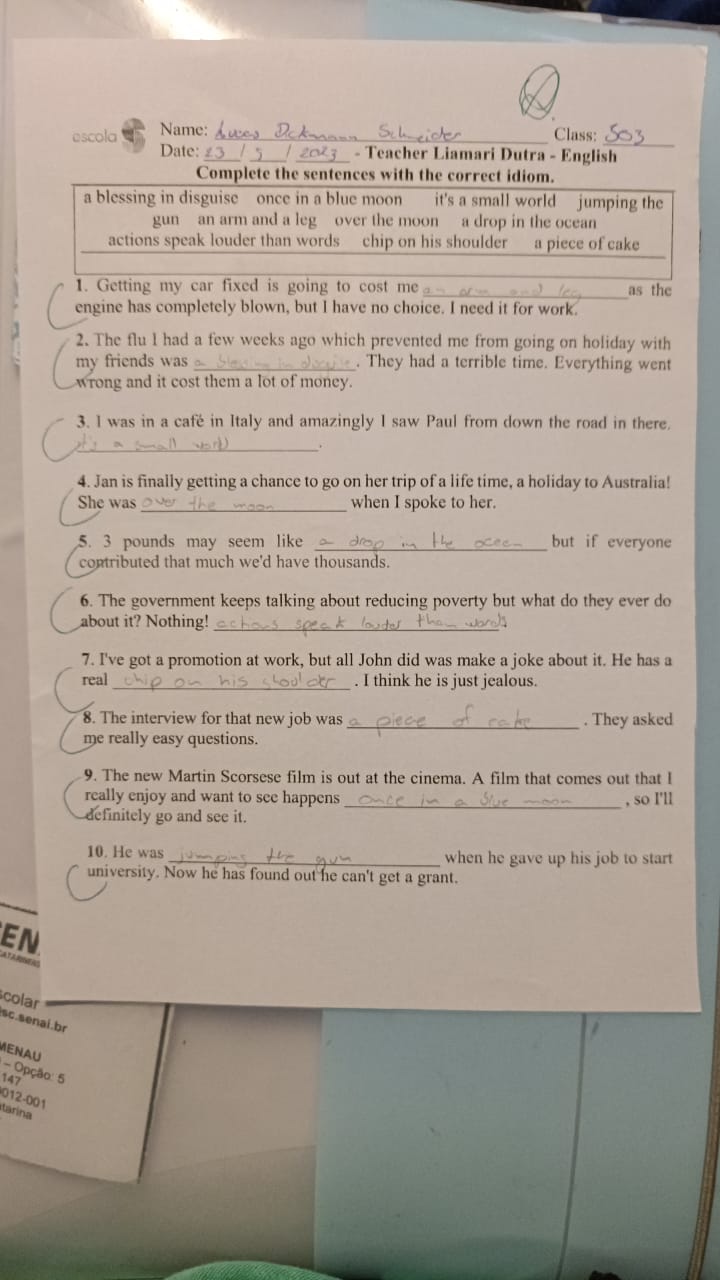 escola
Name: Lucas Dckmann Schneider Class: 503
Date: 23 / 5 / 2023 - Teacher Liamari Dutra - English
Complete the sentences with the correct idiom.
a blessing in disguise once in a blue moon it's a small world jumping the
gun an arm and a leg over the moon a drop in the ocean
actions speak louder than words chip on his shoulder a piece of cake
1. Getting my car fixed is going to cost me an arm and leg as the
engine has completely blown, but I have no choice. I need it for work.
2. The flu I had a few weeks ago which prevented me from going on holiday with
my friends was a blessing in disguise. They had a terrible time. Everything went
wrong and it cost them a lot of money.
3. I was in a café in Italy and amazingly I saw Paul from down the road in there.
it's a small world.
4. Jan is finally getting a chance to go on her trip of a life time, a holiday to Australia!
She was over the moon when I spoke to her.
5. 3 pounds may seem like a drop in the oceen but if everyone
contributed that much we'd have thousands.
6. The government keeps talking about reducing poverty but what do they ever do
about it? Nothing! actions speak louder than words
7. I've got a promotion at work, but all John did was make a joke about it. He has a
real chip on his shoulder. I think he is just jealous.
8. The interview for that new job was a piece of cake. They asked
me really easy questions.
9. The new Martin Scorsese film is out at the cinema. A film that comes out that I
really enjoy and want to see happens once in a blue moon, so I'll
definitely go and see it.
10. He was jumping the gun when he gave up his job to start
university. Now he has found out he can't get a grant.
EN
CATARINENS
scolar
sc.senai.br
MENAU
– Opção: 5
147
012-001
tarina